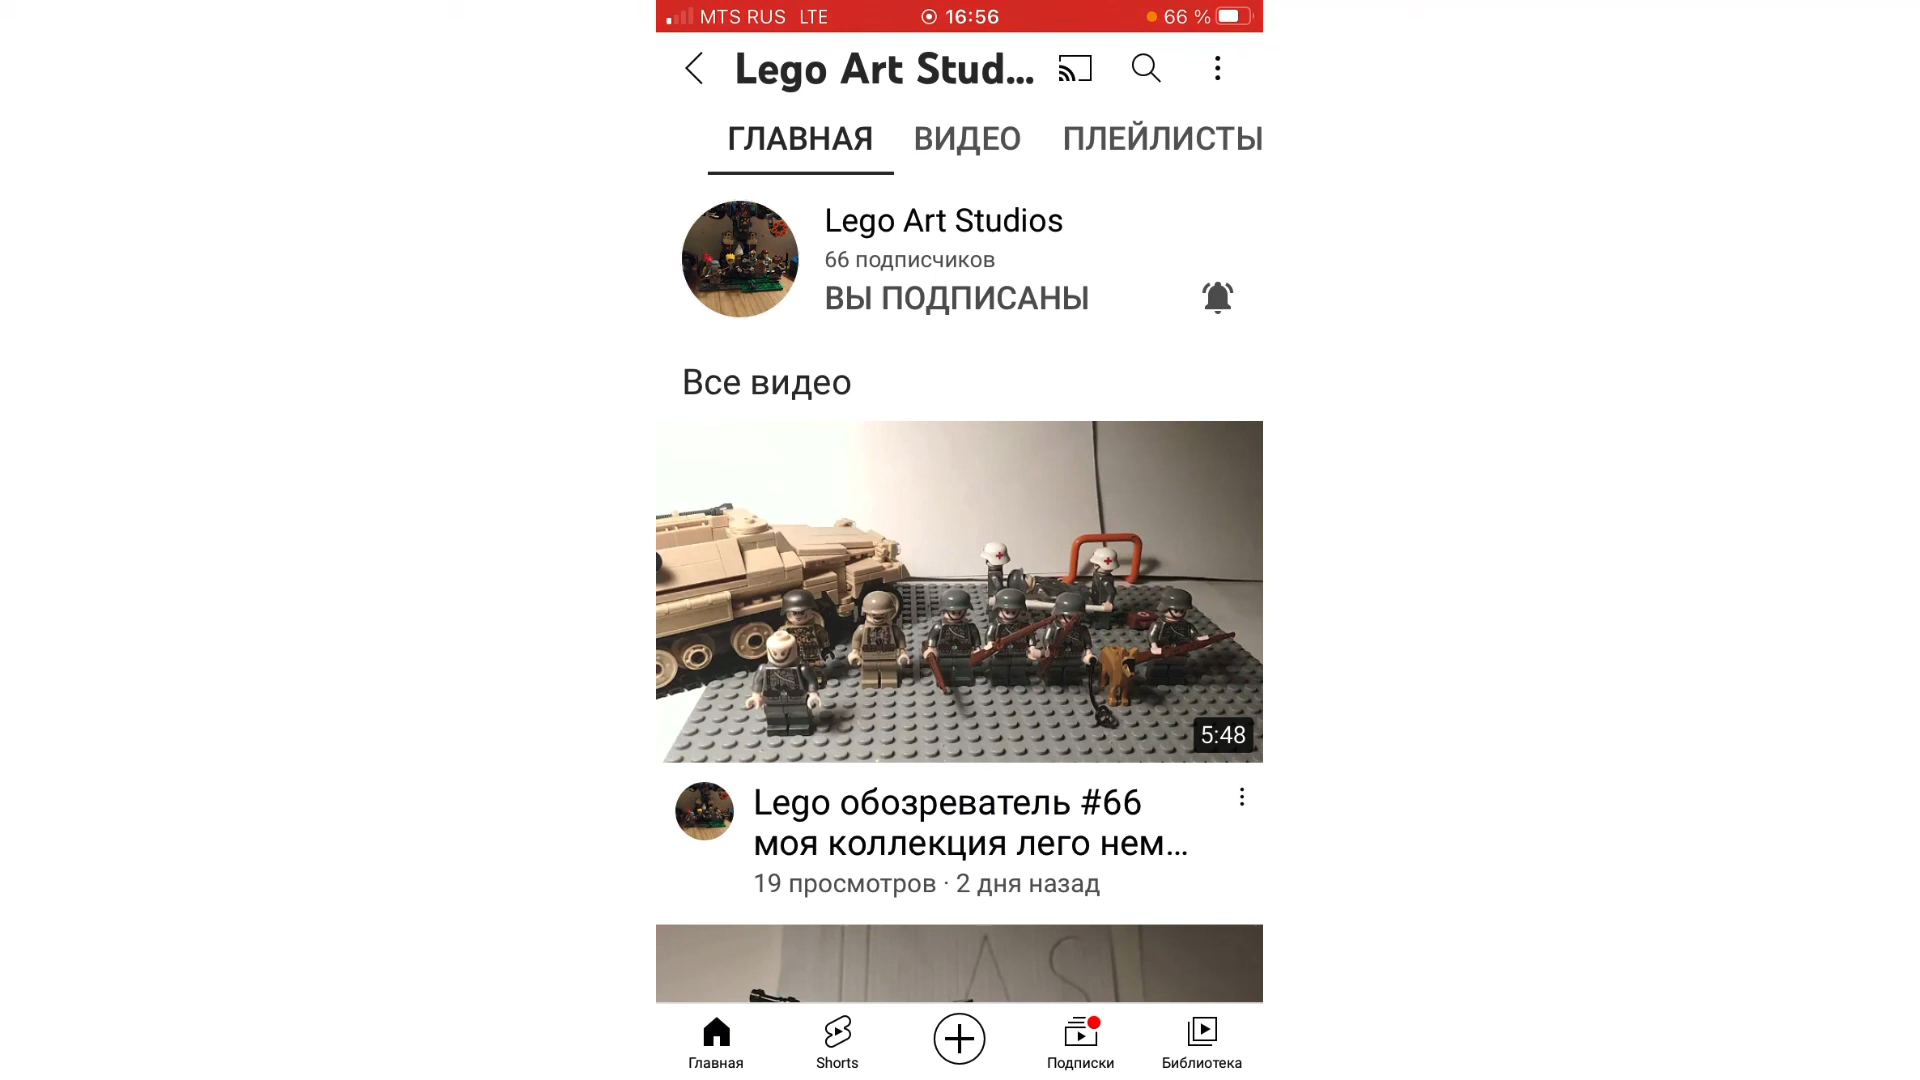 MTS RUS LTE 16:56 66 %
Lego Art Stud...
ГЛАВНАЯ ВИДЕО ПЛЕЙЛИСТЫ
Lego Art Studios
66 подписчиков
ВЫ ПОДПИСАНЫ
Все видео
5:48
Lego обозреватель #66
моя коллекция лего нем...
19 просмотров · 2 дня назад
AS
Главная Shorts Подписки Библиотека